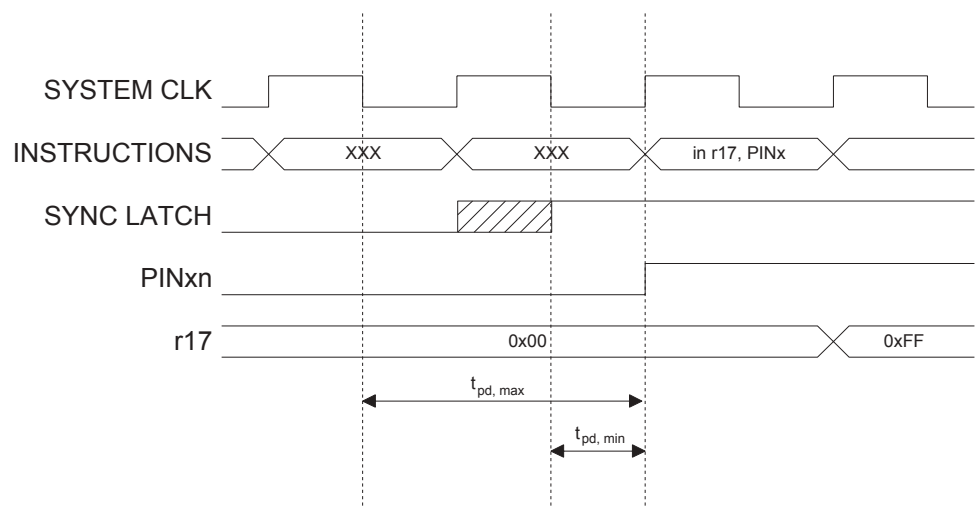 SYSTEM CLK
INSTRUCTIONS XXX XXX in r17, PINx
SYNC LATCH
PINxn
r17 0x00 0xFF
tpd, max
tpd, min